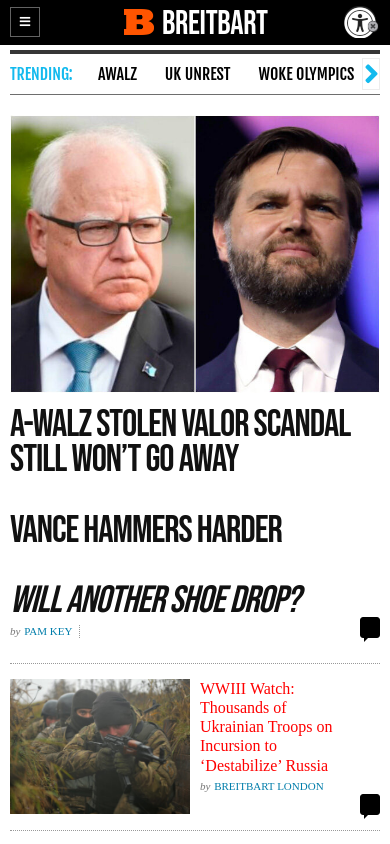 BREITBART
TRENDING:
AWALZ
UK UNREST
WOKE OLYMPICS
A-WALZ STOLEN VALOR SCANDAL
STILL WON'T GO AWAY
VANCE HAMMERS HARDER
WILL ANOTHER SHOE DROP?
by PAM KEY
WWIII Watch:
Thousands of
Ukrainian Troops on
Incursion to
‘Destabilize’ Russia
by BREITBART LONDON